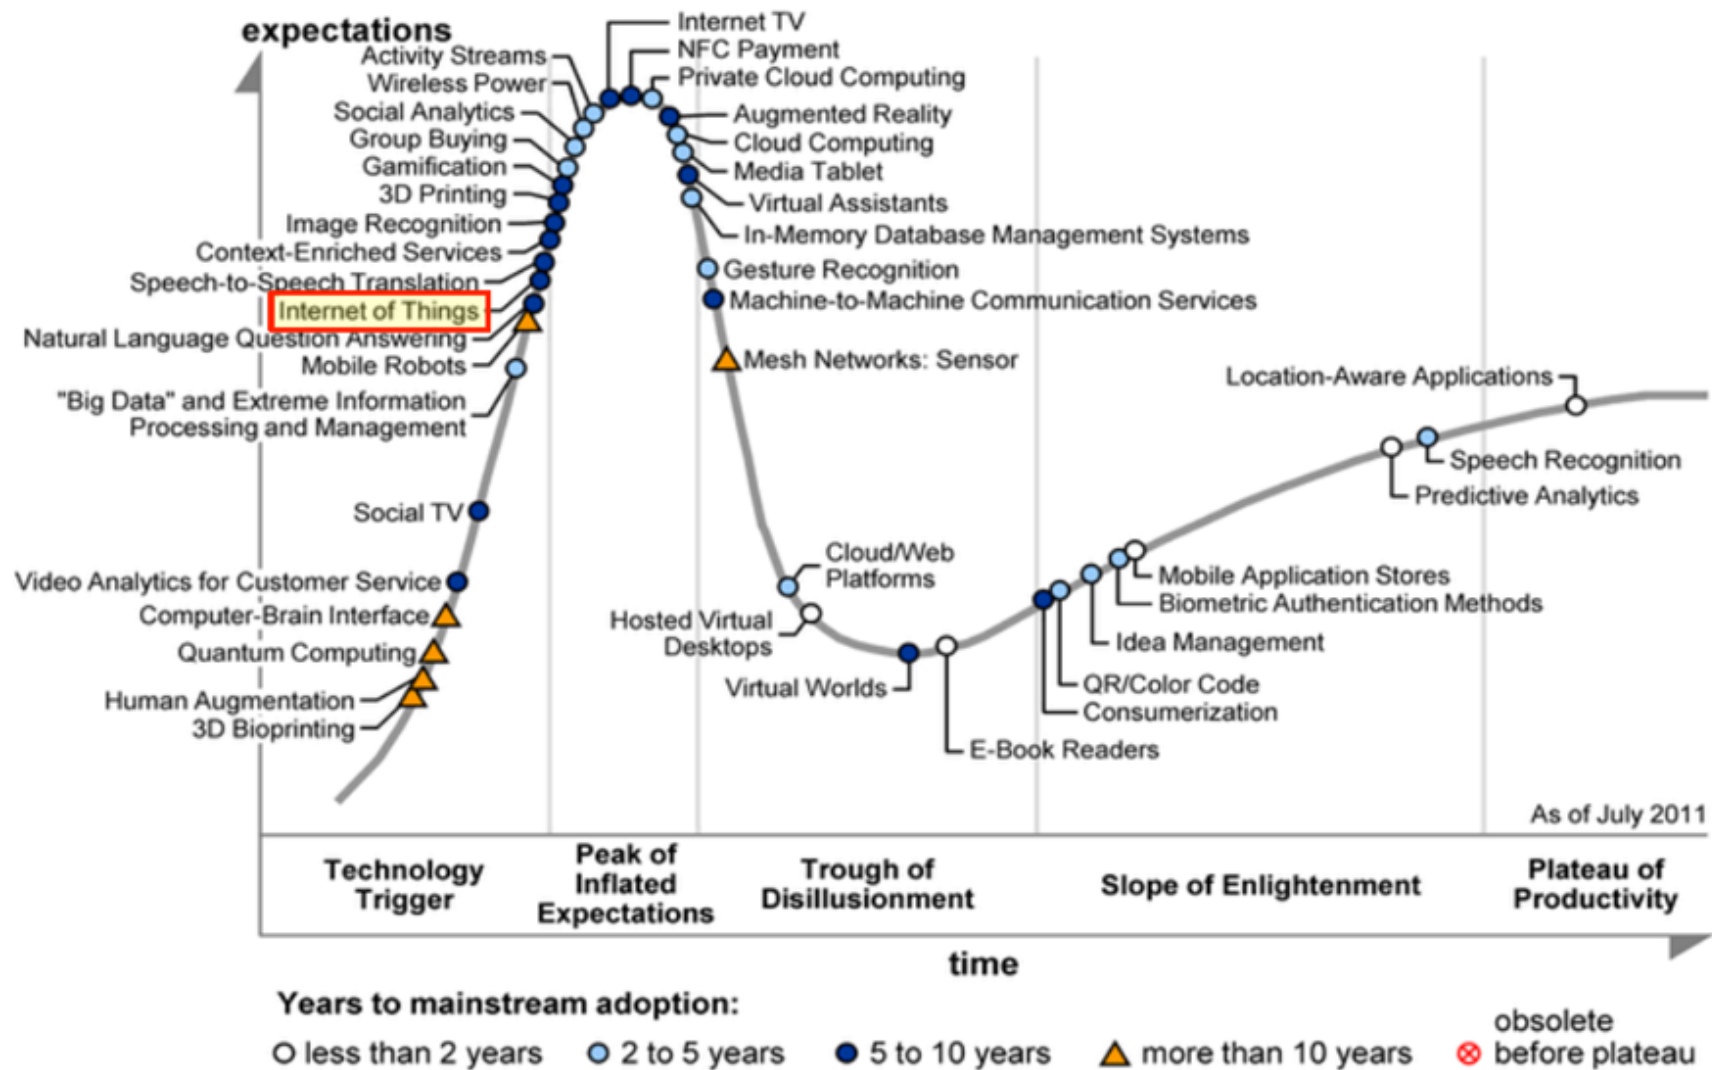 expectations
Activity Streams
Wireless Power
Social Analytics
Group Buying
Gamification
3D Printing
Image Recognition
Context-Enriched Services
Speech-to-Speech Translation
Internet of Things
Natural Language Question Answering
Mobile Robots
"Big Data" and Extreme Information
Processing and Management
Social TV
Video Analytics for Customer Service
Computer-Brain Interface
Quantum Computing
Human Augmentation
3D Bioprinting
Internet TV
NFC Payment
Private Cloud Computing
Augmented Reality
Cloud Computing
Media Tablet
Virtual Assistants
In-Memory Database Management Systems
Gesture Recognition
Machine-to-Machine Communication Services
Mesh Networks: Sensor
Cloud/Web
Platforms
Hosted Virtual
Desktops
Virtual Worlds
E-Book Readers
Location-Aware Applications
Speech Recognition
Predictive Analytics
Mobile Application Stores
Biometric Authentication Methods
Idea Management
QR/Color Code
Consumerization
As of July 2011
Technology
Trigger
Peak of
Inflated
Expectations
Trough of
Disillusionment
Slope of Enlightenment
Plateau of
Productivity
time
Years to mainstream adoption:
less than 2 years
2 to 5 years
5 to 10 years
more than 10 years
obsolete
before plateau